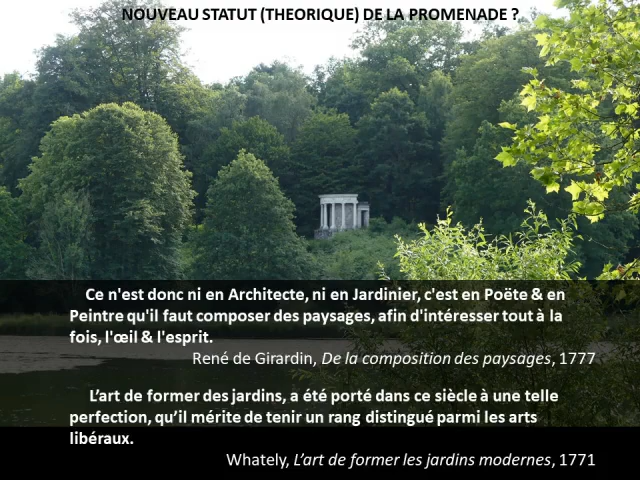 NOUVEAU STATUT (THEORIQUE) DE LA PROMENADE ?
Ce n'est donc ni en Architecte, ni en Jardinier, c'est en Poëte & en
Peintre qu'il faut composer des paysages, afin d'intéresser tout à la
fois, l'œil & l'esprit.
René de Girardin, De la composition des paysages, 1777
L’art de former des jardins, a été porté dans ce siècle à une telle
perfection, qu’il mérite de tenir un rang distingué parmi les arts
libéraux.
Whately, L’art de former les jardins modernes, 1771